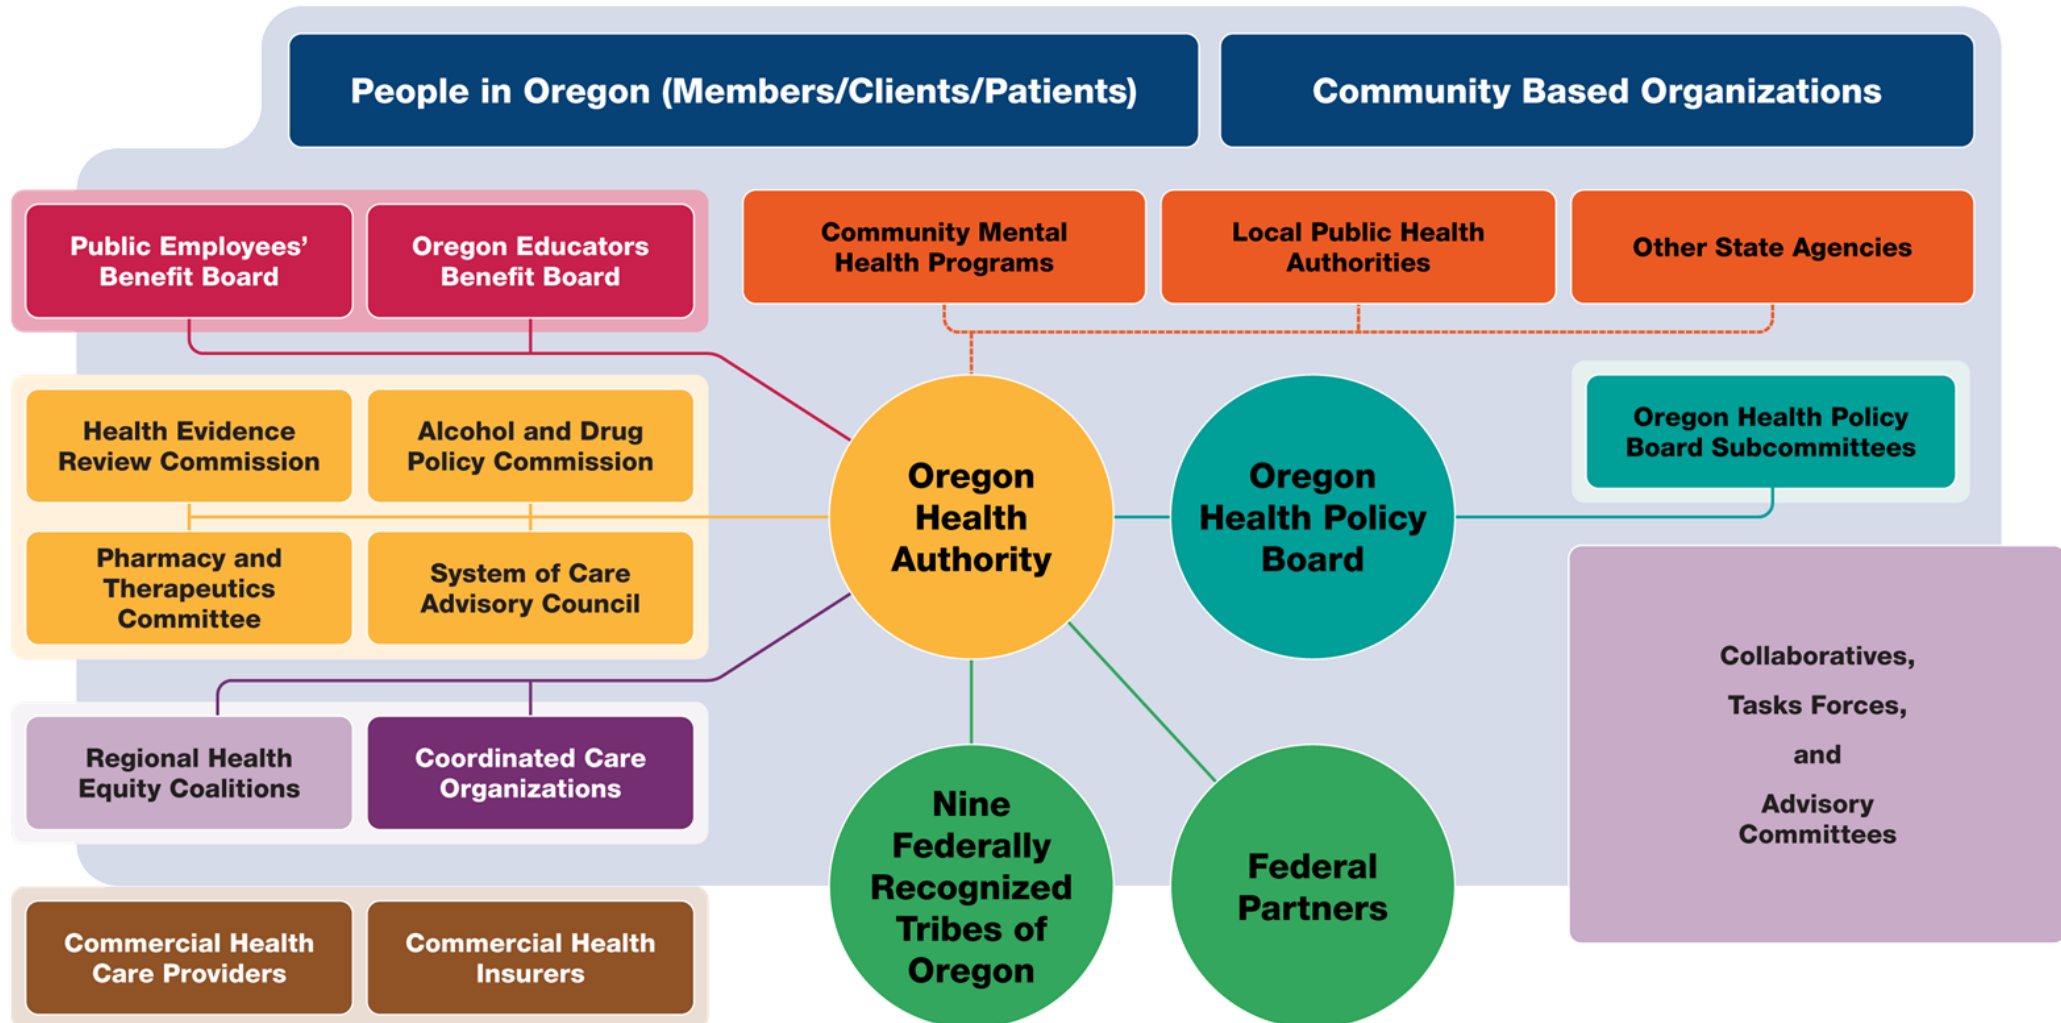 People in Oregon (Members/Clients/Patients)
Community Based Organizations
Public Employees’
Benefit Board
Oregon Educators
Benefit Board
Community Mental
Health Programs
Local Public Health
Authorities
Other State Agencies
Health Evidence
Review Commission
Alcohol and Drug
Policy Commission
Pharmacy and
Therapeutics
Committee
System of Care
Advisory Council
Oregon
Health
Authority
Oregon
Health Policy
Board
Oregon Health Policy
Board Subcommittees
Regional Health
Equity Coalitions
Coordinated Care
Organizations
Collaboratives,
Tasks Forces,
and
Advisory
Committees
Commercial Health
Care Providers
Commercial Health
Insurers
Nine
Federally
Recognized
Tribes of
Oregon
Federal
Partners